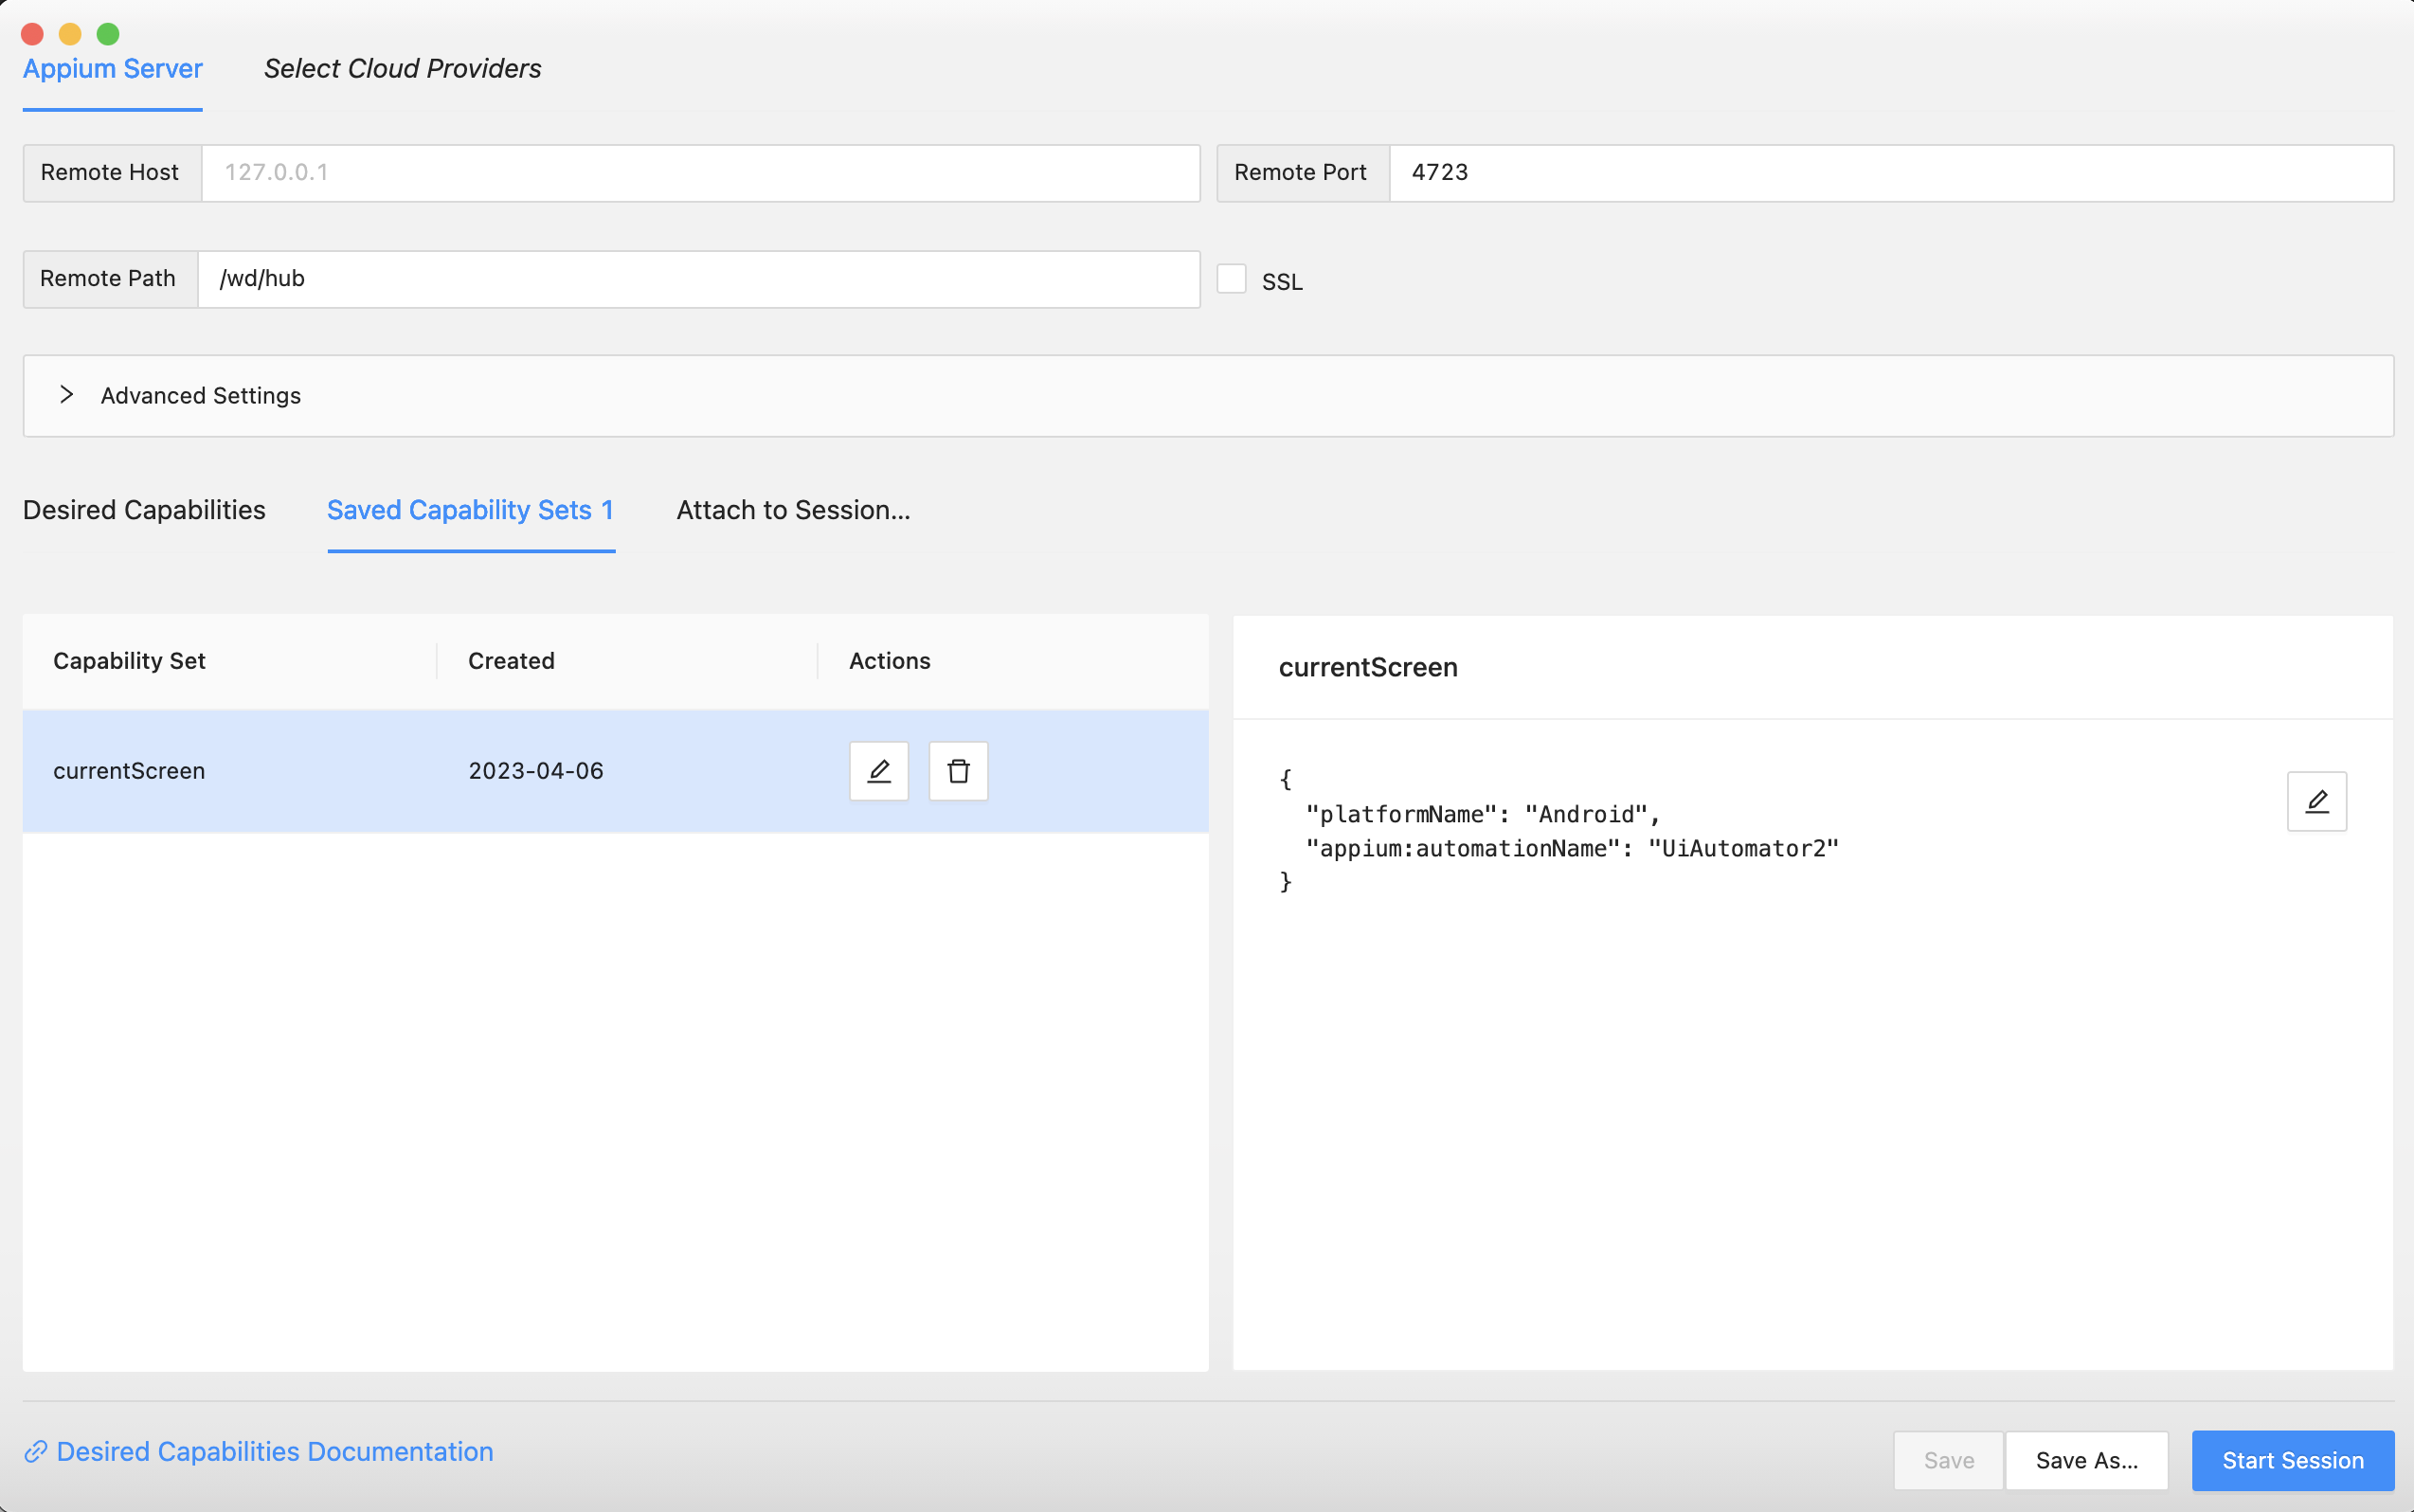 Appium Server
Select Cloud Providers
Remote Host
127.0.0.1
Remote Port
4723
Remote Path
/wd/hub
SSL
Advanced Settings
Desired Capabilities
Saved Capability Sets 1
Attach to Session...
Capability Set
Created
Actions
currentScreen
2023-04-06
currentScreen
{
"platformName": "Android",
"appium:automationName": "UiAutomator2"
}
Desired Capabilities Documentation
Save
Save As...
Start Session